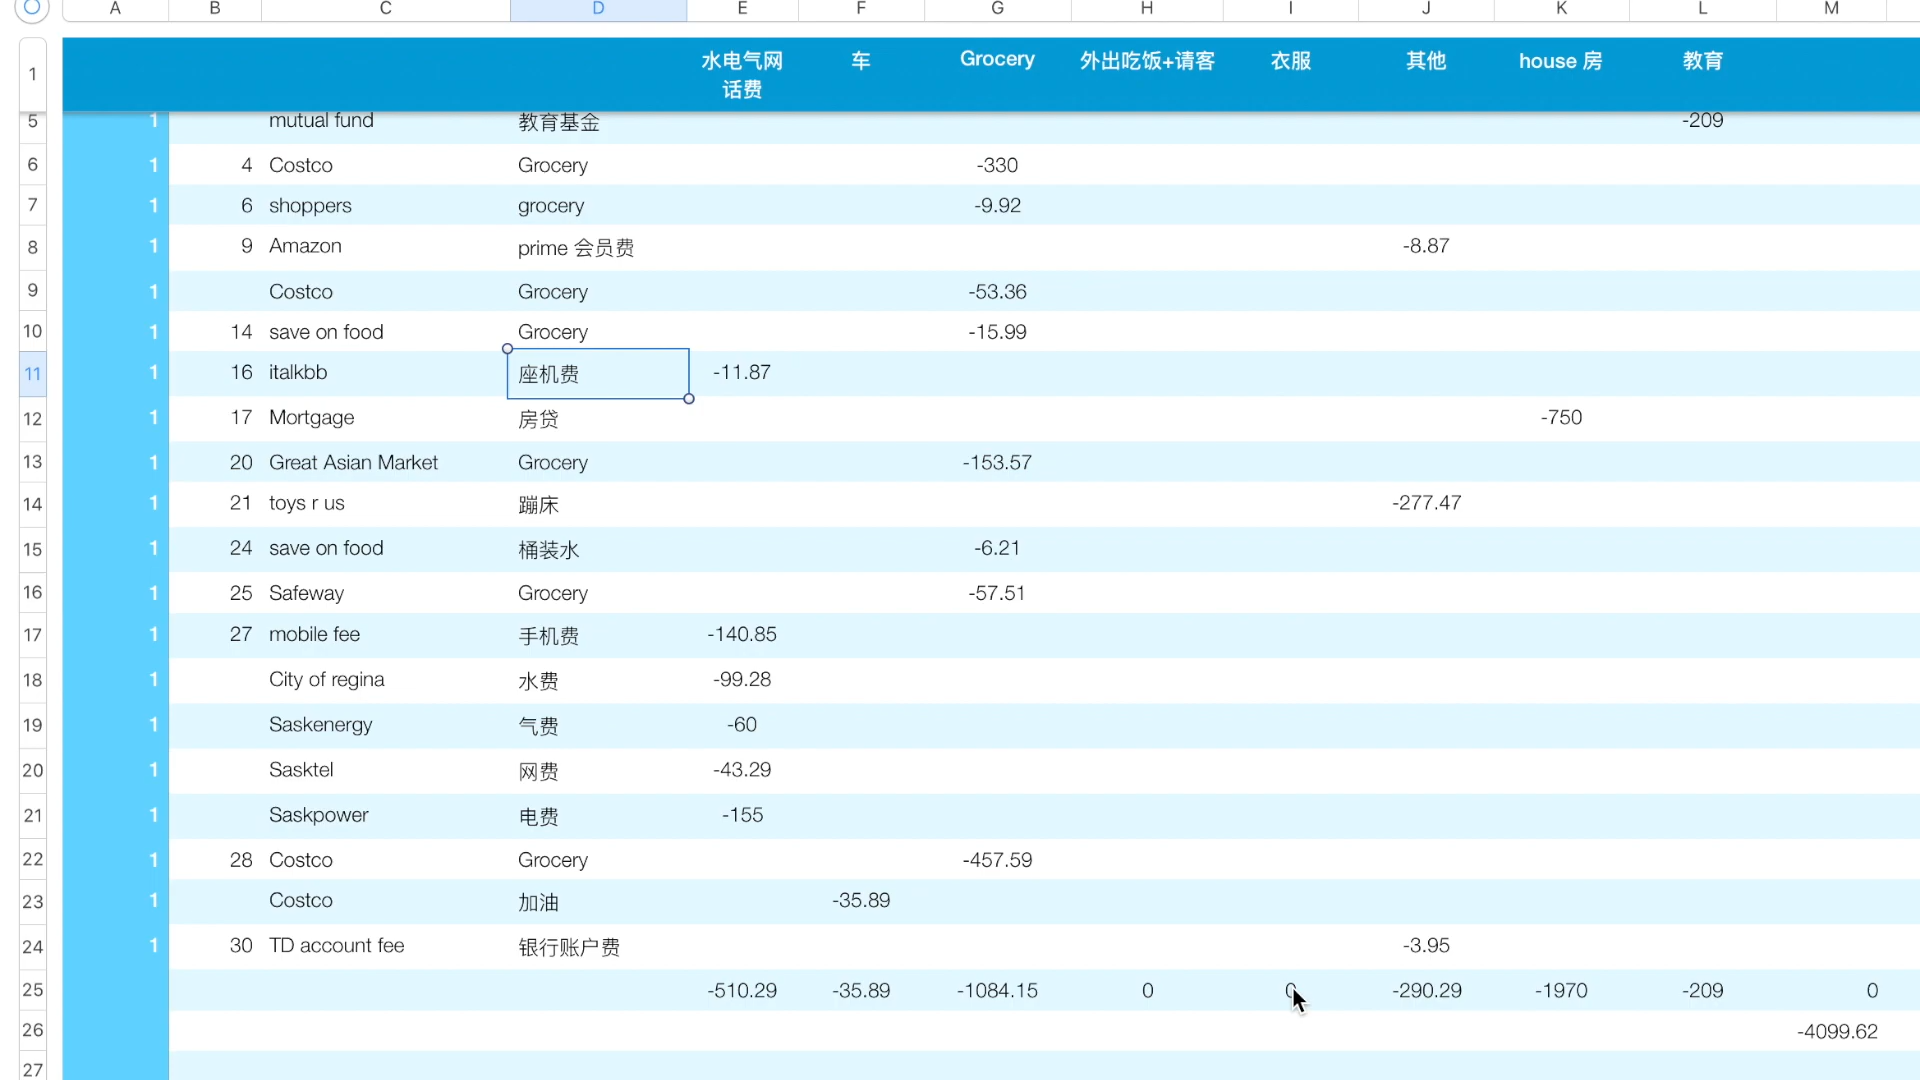 A B C D E F G H I J K L M
1 水电气网 车 Grocery 外出吃饭+请客 衣服 其他 house 房 教育
话费
5 1 mutual fund 教育基金 -209
6 1 4 Costco Grocery -330
7 1 6 shoppers grocery -9.92
8 1 9 Amazon prime 会员费 -8.87
9 1 Costco Grocery -53.36
10 1 14 save on food Grocery -15.99
11 1 16 italkbb 座机费 -11.87
12 1 17 Mortgage 房贷 -750
13 1 20 Great Asian Market Grocery -153.57
14 1 21 toys r us 蹦床 -277.47
15 1 24 save on food 桶装水 -6.21
16 1 25 Safeway Grocery -57.51
17 1 27 mobile fee 手机费 -140.85
18 1 City of regina 水费 -99.28
19 1 Saskenergy 气费 -60
20 1 Sasktel 网费 -43.29
21 1 Saskpower 电费 -155
22 1 28 Costco Grocery -457.59
23 1 Costco 加油 -35.89
24 1 30 TD account fee 银行账户费 -3.95
25 -510.29 -35.89 -1084.15 0 0 -290.29 -1970 -209 0
26 -4099.62
27